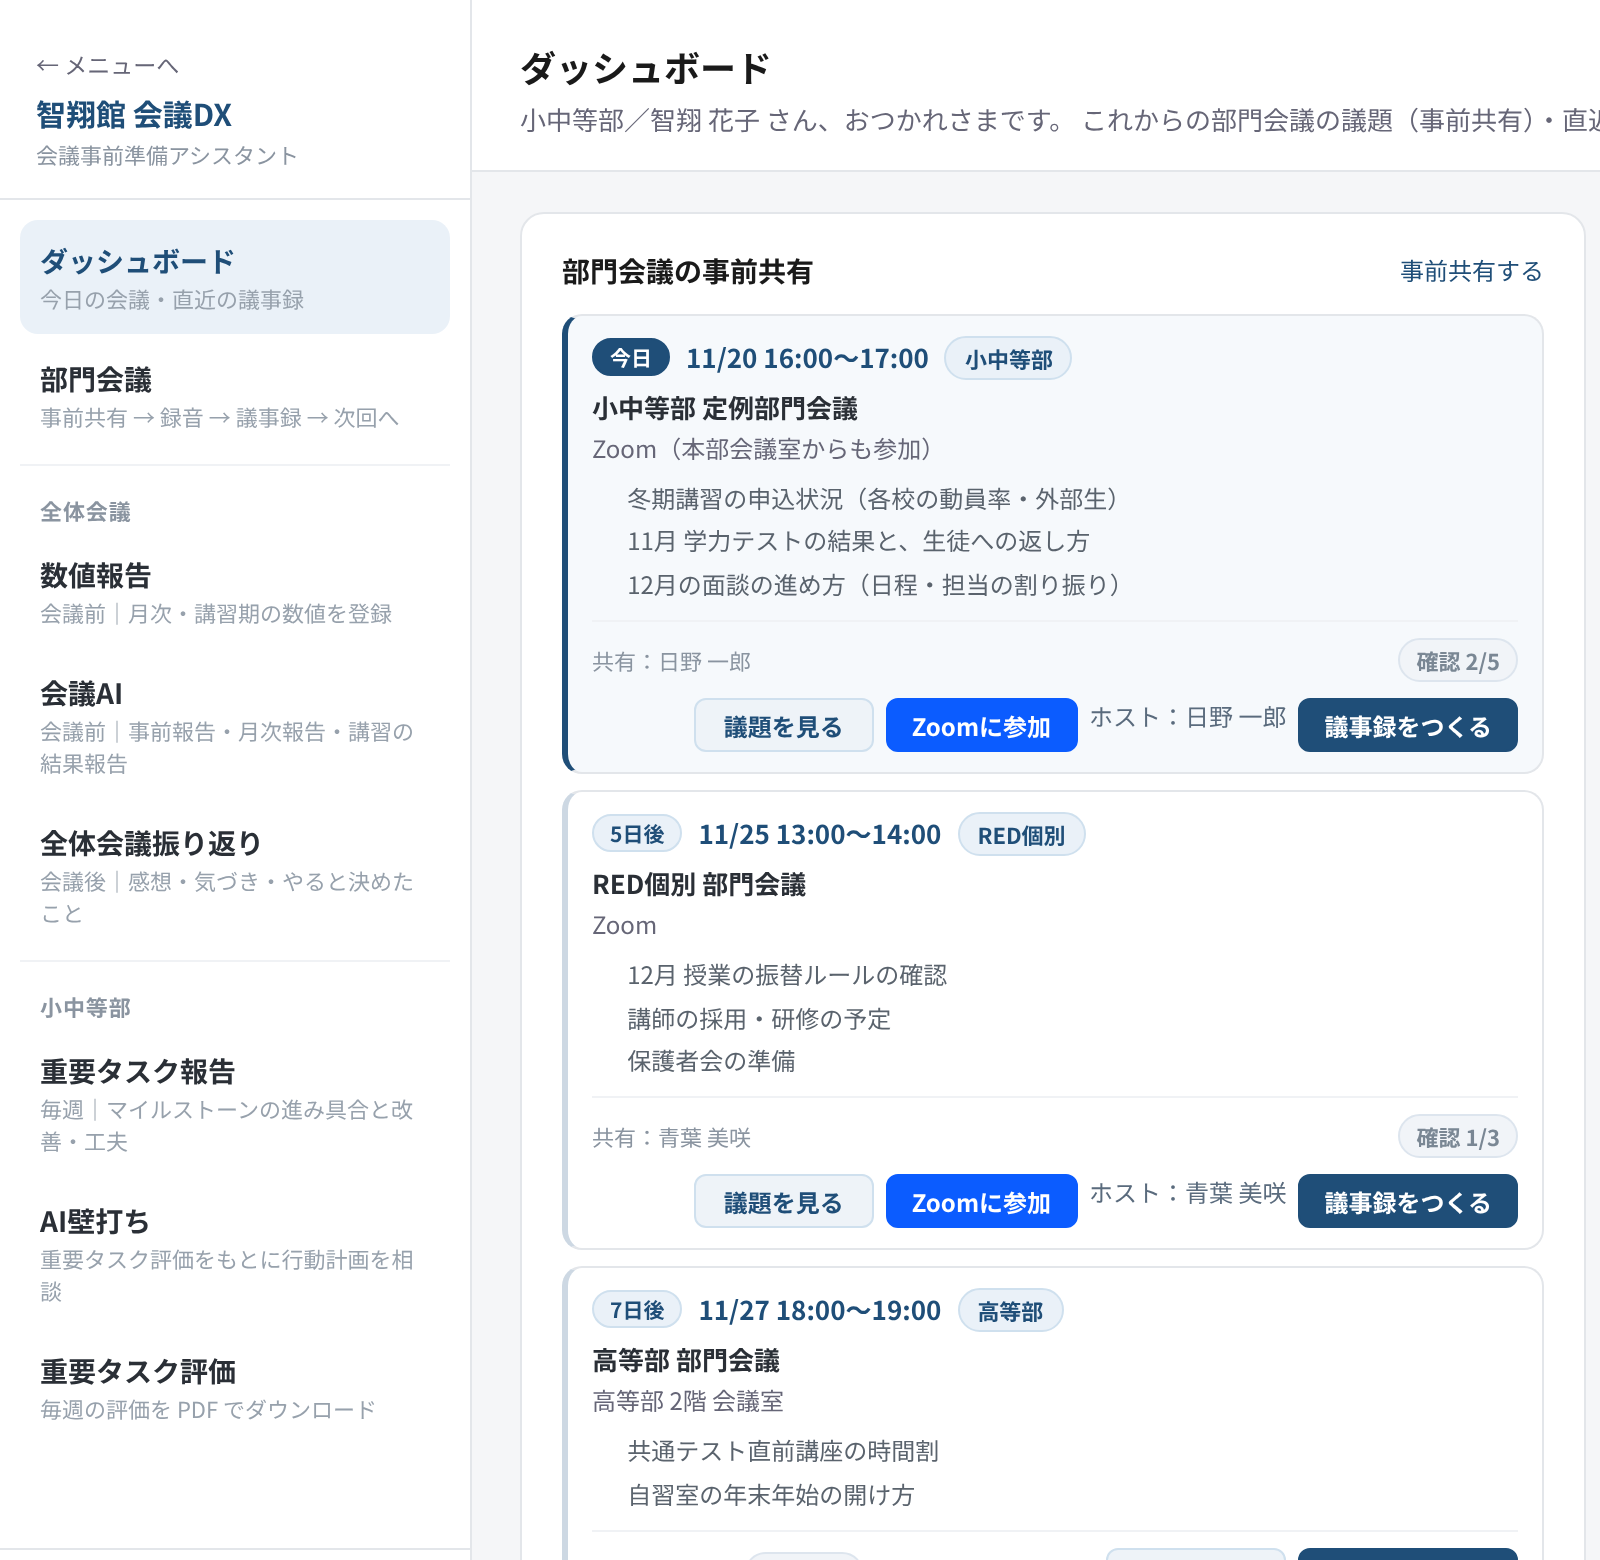 ← メニューへ
智翔館 会議DX
会議事前準備アシスタント
ダッシュボード
今日の会議・直近の議事録
部門会議
事前共有 → 録音 → 議事録 → 次回へ
全体会議
数値報告
会議前｜月次・講習期の数値を登録
会議AI
会議前｜事前報告・月次報告・講習の
結果報告
全体会議振り返り
会議後｜感想・気づき・やると決めた
こと
小中等部
重要タスク報告
毎週｜マイルストーンの進み具合と改
善・工夫
AI壁打ち
重要タスク評価をもとに行動計画を相
談
重要タスク評価
毎週の評価を PDF でダウンロード
ダッシュボード
小中等部／智翔 花子 さん、おつかれさまです。 これからの部門会議の議題（事前共有）・直近
部門会議の事前共有
事前共有する
今日 11/20 16:00〜17:00 小中等部
小中等部 定例部門会議
Zoom（本部会議室からも参加）
冬期講習の申込状況（各校の動員率・外部生）
11月 学力テストの結果と、生徒への返し方
12月の面談の進め方（日程・担当の割り振り）
共有：日野 一郎 確認 2/5
議題を見る Zoomに参加 ホスト：日野 一郎 議事録をつくる
5日後 11/25 13:00〜14:00 RED個別
RED個別 部門会議
Zoom
12月 授業の振替ルールの確認
講師の採用・研修の予定
保護者会の準備
共有：青葉 美咲 確認 1/3
議題を見る Zoomに参加 ホスト：青葉 美咲 議事録をつくる
7日後 11/27 18:00〜19:00 高等部
高等部 部門会議
高等部 2階 会議室
共通テスト直前講座の時間割
自習室の年末年始の開け方